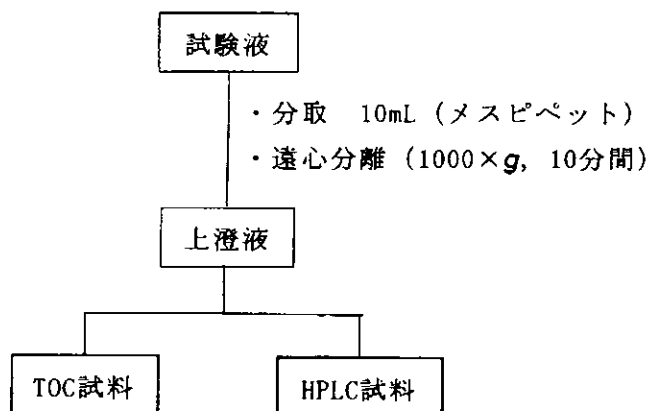 試験液
・分取 10mL (メスピペット)
・遠心分離 (1000×g, 10分間)
上澄液
TOC試料
HPLC試料